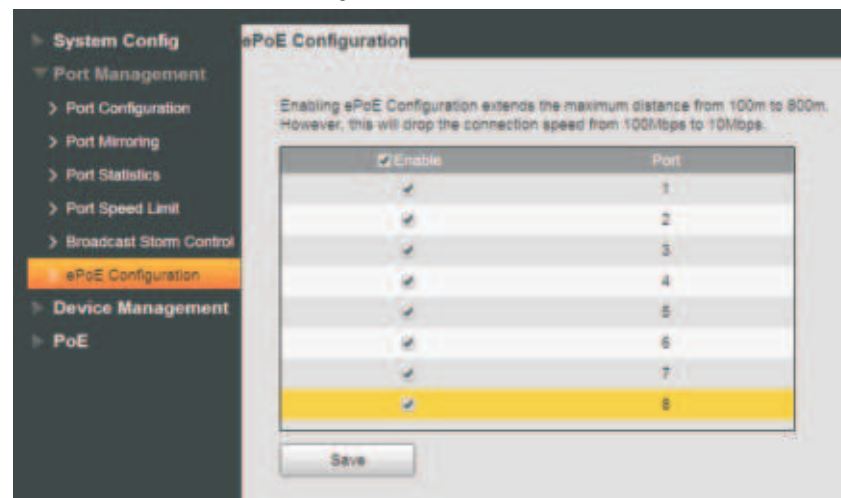 System Config
Port Management
Port Configuration
Port Mirroring
Port Statistics
Port Speed Limit
Broadcast Storm Control
ePoE Configuration
Device Management
PoE
ePoE Configuration
Enabling ePoE Configuration extends the maximum distance from 100m to 800m.
However, this will drop the connection speed from 100Mbps to 10Mbps.
Enable Port
1
2
3
4
5
6
7
8
Save